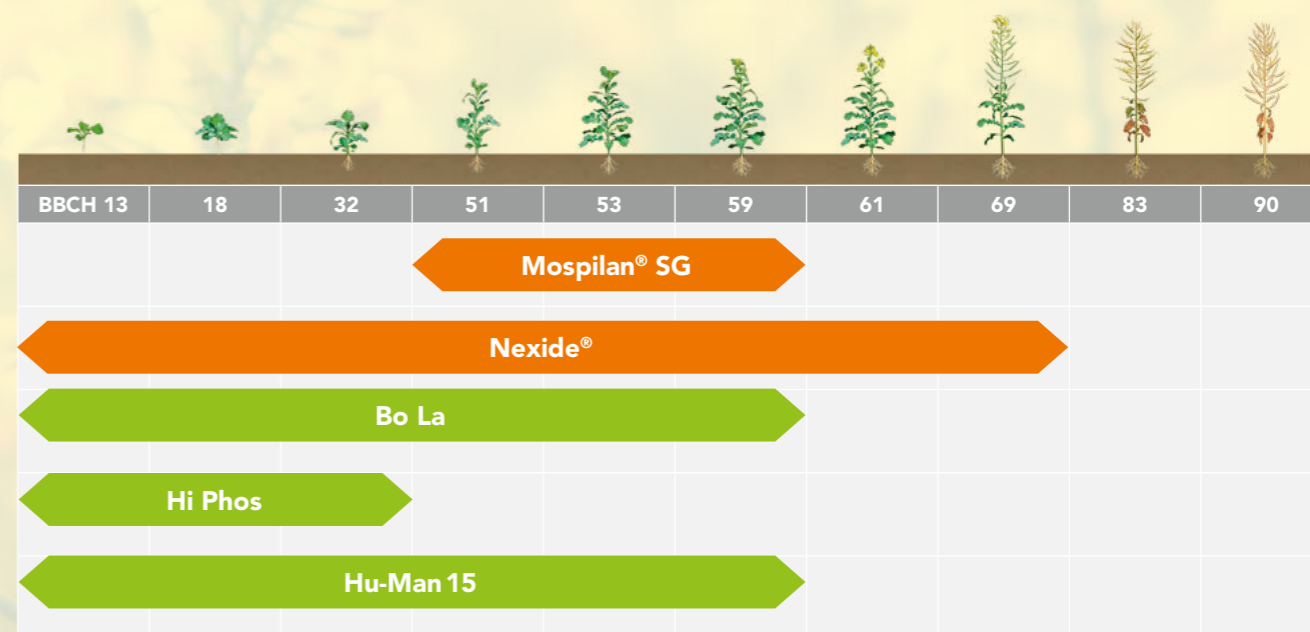 BBCH 13 18 32 51 53 59 61 69 83 90
Mospilan® SG
Nexide®
Bo La
Hi Phos
Hu-Man 15